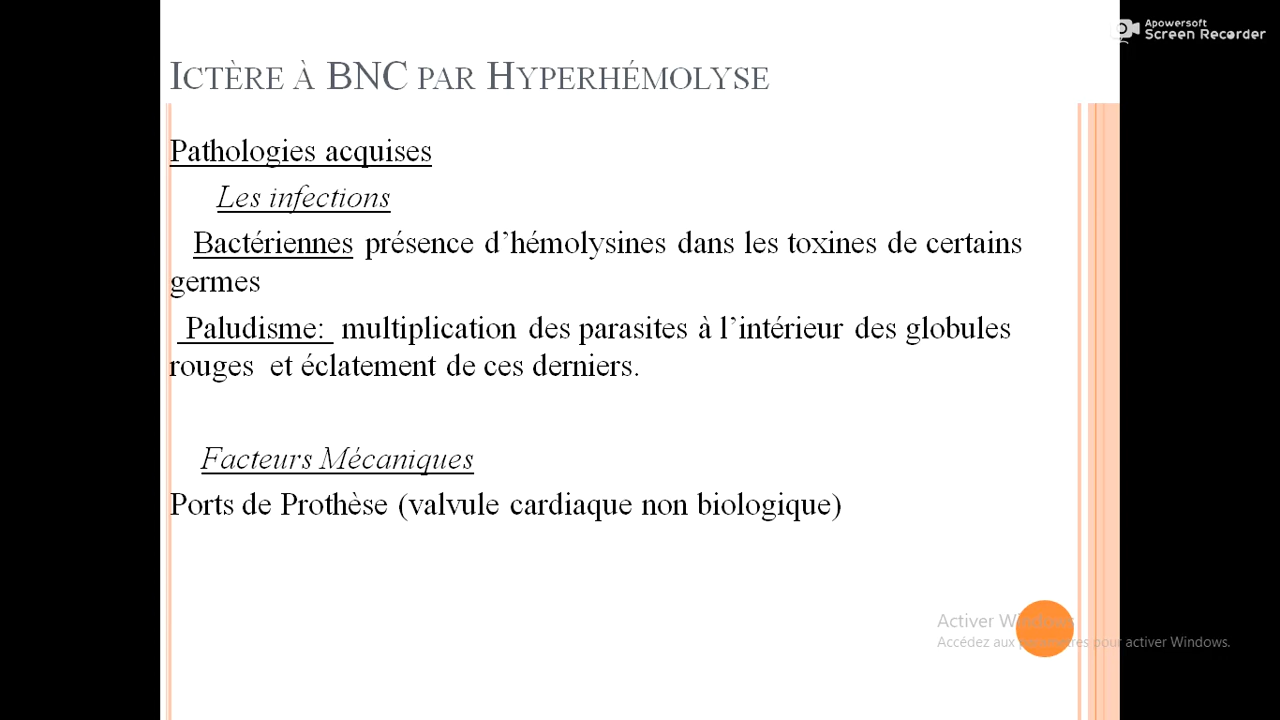 Apowersoft
Screen Recorder
Ictère à BNC par Hyperhémolyse
Pathologies acquises
Les infections
Bactériennes présence d'hémolysines dans les toxines de certains
germes
Paludisme: multiplication des parasites à l'intérieur des globules
rouges et éclatement de ces derniers.
Facteurs Mécaniques
Ports de Prothèse (valvule cardiaque non biologique)
Activer Windows
Accédez aux paramètres pour activer Windows.